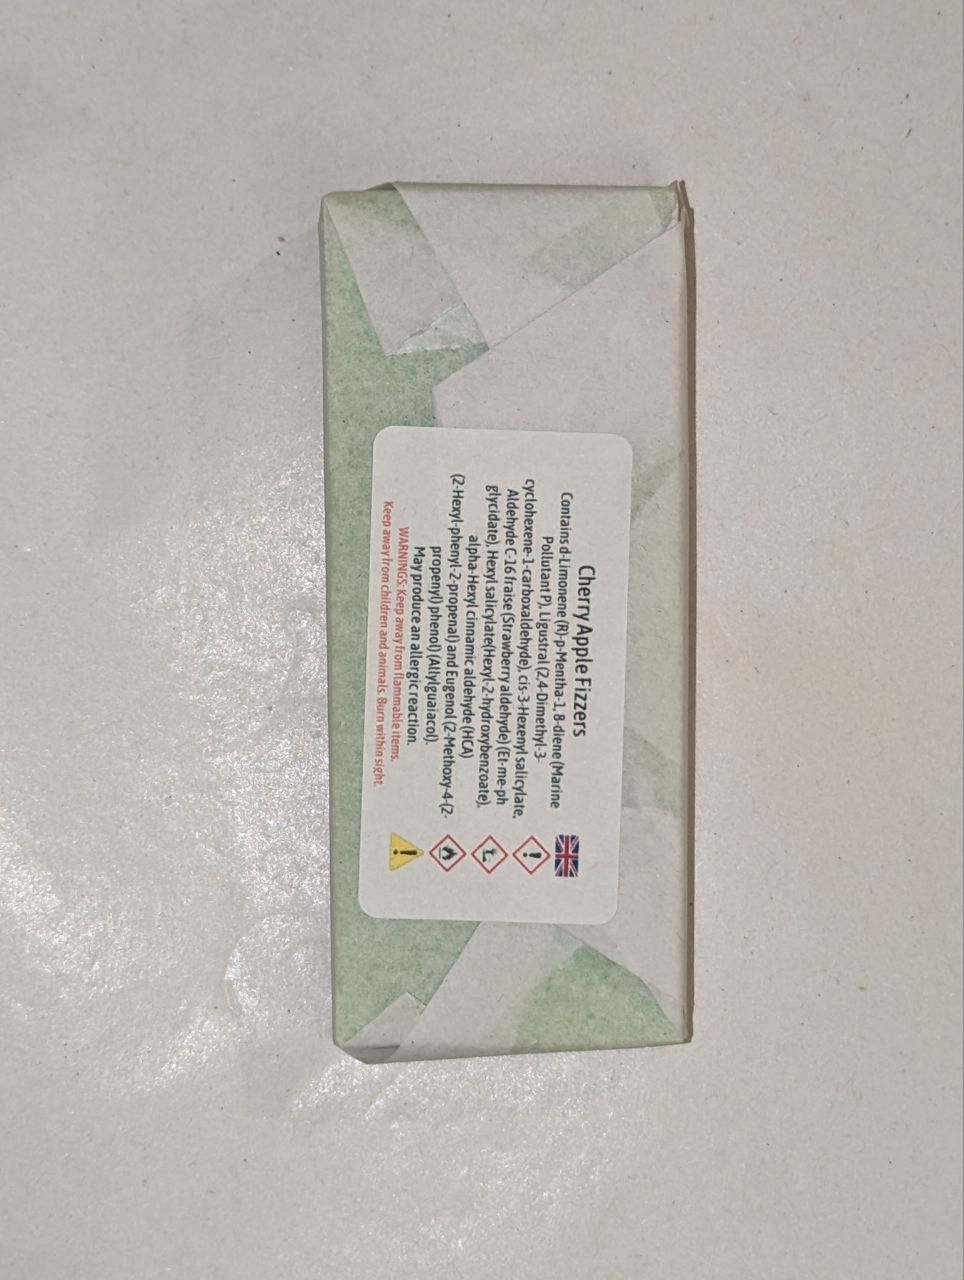 Cherry Apple Fizzers
Contains d-Limonene (R)-p-Mentha-1, 8-diene (Marine
Pollutant P), Ligustral (2,4-Dimethyl-3-
cyclohexene-1-carboxaldehyde), cis-3-Hexenyl salicylate,
Aldehyde C-16 fraise (Strawberry aldehyde) (Et-me-ph
glycidate), Hexyl salicylate(Hexyl-2-hydroxybenzoate),
alpha-Hexyl cinnamic aldehyde (HCA)
(2-Hexyl-phenyl-2-propenal) and Eugenol (2-Methoxy-4-(2-
propenyl) phenol) (Allylguaiacol).
May produce an allergic reaction.
WARNINGS: Keep away from flammable items.
Keep away from children and animals. Burn within sight.